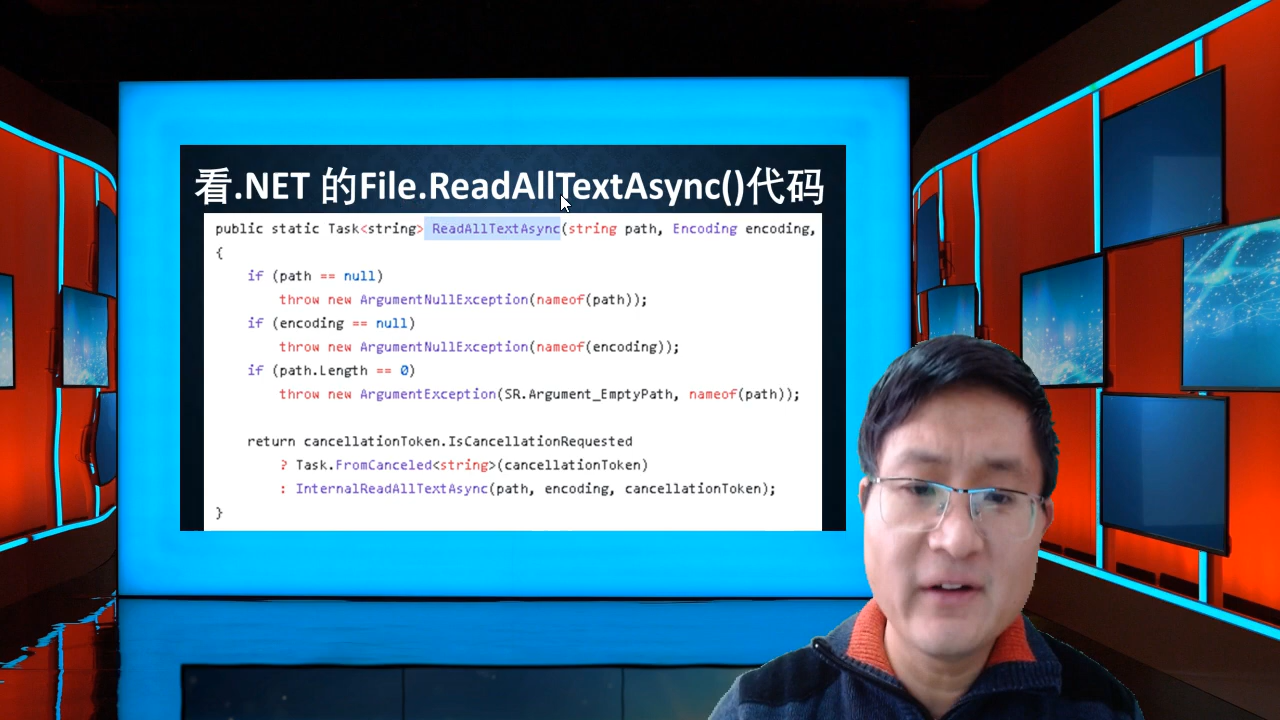 看.NET 的File.ReadAllTextAsync()代码
public static Task<string> ReadAllTextAsync(string path, Encoding encoding,
{
    if (path == null)
        throw new ArgumentNullException(nameof(path));
    if (encoding == null)
        throw new ArgumentNullException(nameof(encoding));
    if (path.Length == 0)
        throw new ArgumentException(SR.Argument_EmptyPath, nameof(path));
    return cancellationToken.IsCancellationRequested
        ? Task.FromCanceled<string>(cancellationToken)
        : InternalReadAllTextAsync(path, encoding, cancellationToken);
}